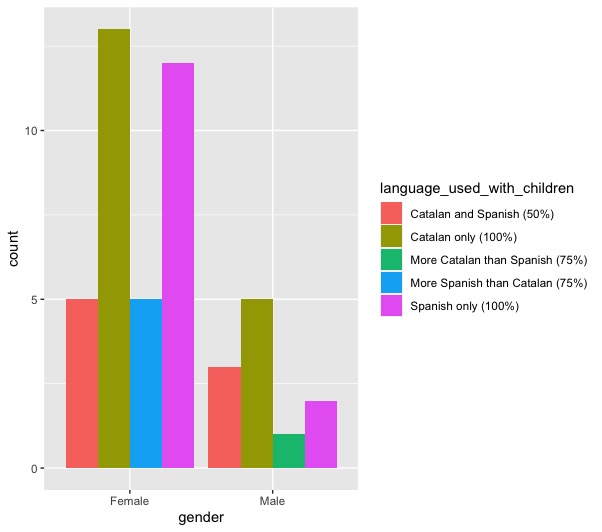 10
5
0
count
Female
Male
gender
language_used_with_children
Catalan and Spanish (50%)
Catalan only (100%)
More Catalan than Spanish (75%)
More Spanish than Catalan (75%)
Spanish only (100%)